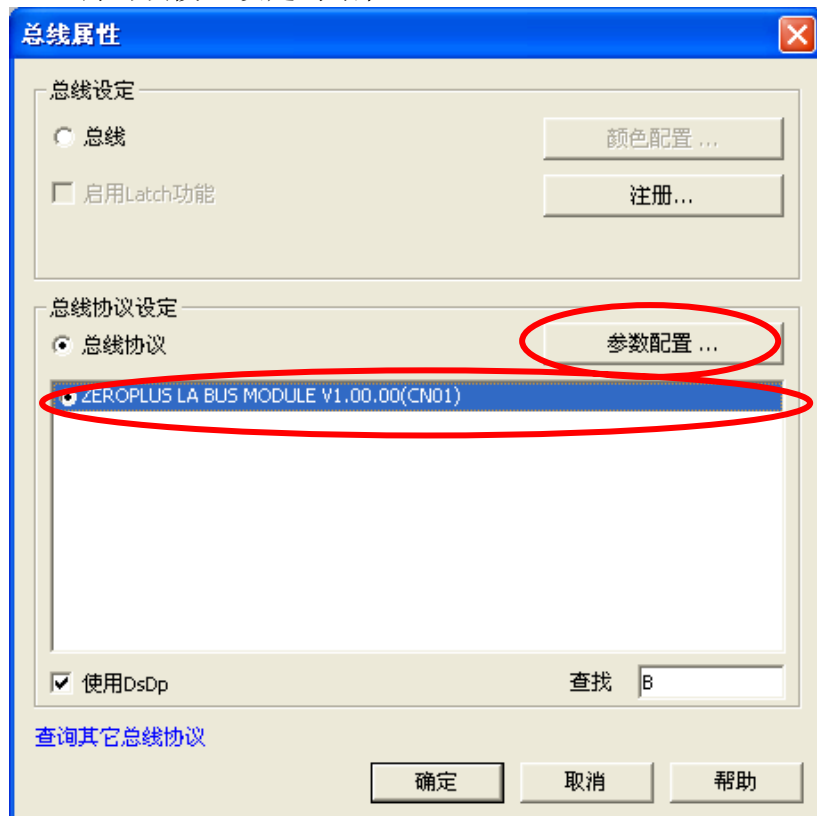 总线属性
总线设定
总线
颜色配置 ...
启用Latch功能
注册...
总线协议设定
总线协议
参数配置 ...
ZEROPLUS LA BUS MODULE V1.00.00(CN01)
使用DsDp
查找 B
查询其它总线协议
确定 取消 帮助